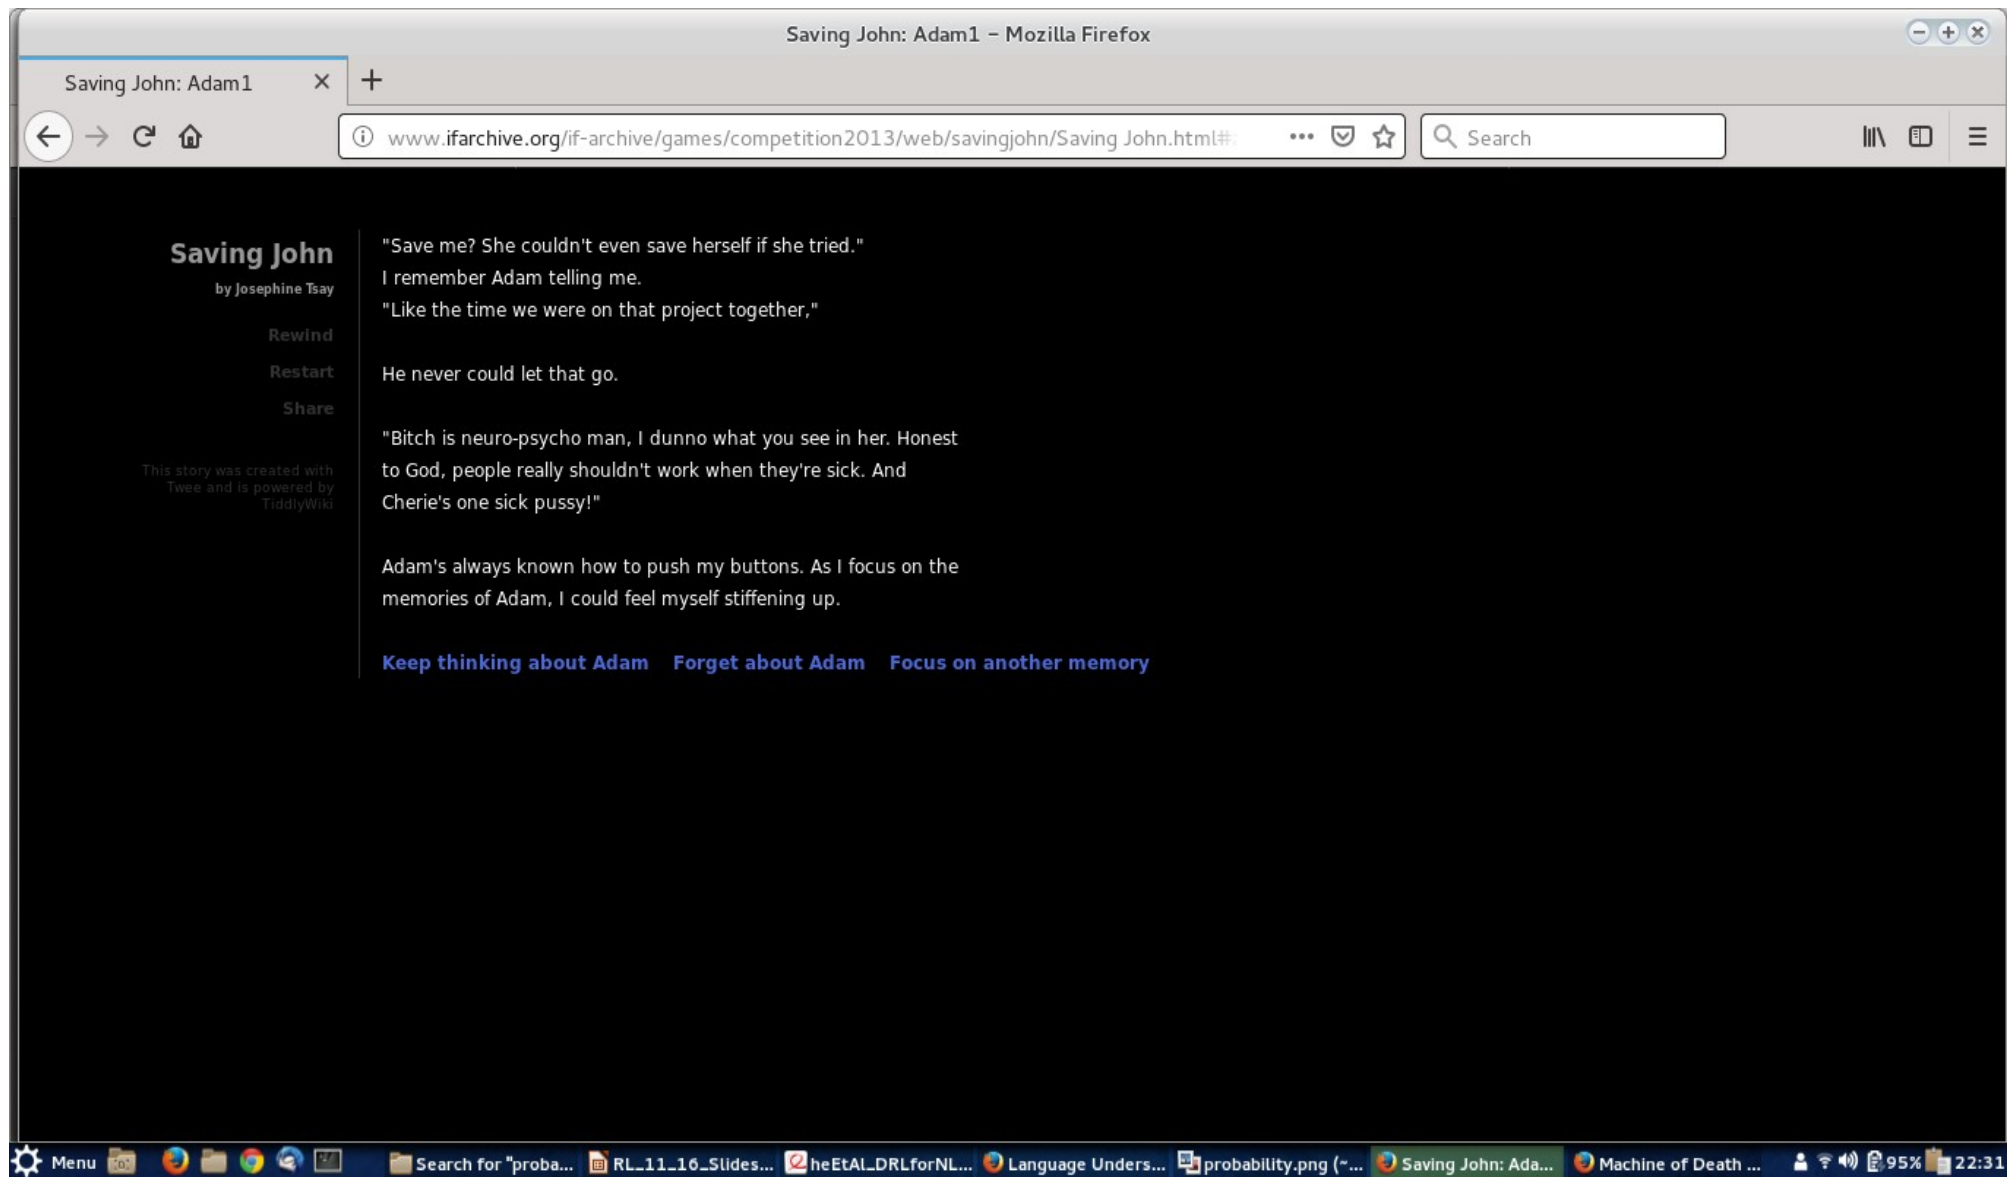 Saving John: Adam1 – Mozilla Firefox
Saving John: Adam1
www.ifarchive.org/if-archive/games/competition2013/web/savingjohn/Saving John.html#
Search
Saving John
by Josephine Tsay
Rewind
Restart
Share
This story was created with
Twee and is powered by
TiddlyWiki
"Save me? She couldn't even save herself if she tried."
I remember Adam telling me.
"Like the time we were on that project together,"
He never could let that go.
"Bitch is neuro-psycho man, I dunno what you see in her. Honest
to God, people really shouldn't work when they're sick. And
Cherie's one sick pussy!"
Adam's always known how to push my buttons. As I focus on the
memories of Adam, I could feel myself stiffening up.
Keep thinking about Adam Forget about Adam Focus on another memory
Menu Search for "proba... RL_11_16_Slides... heEtAl_DRLforNL... Language Unders... probability.png (~... Saving John: Ada... Machine of Death ... 95% 22:31